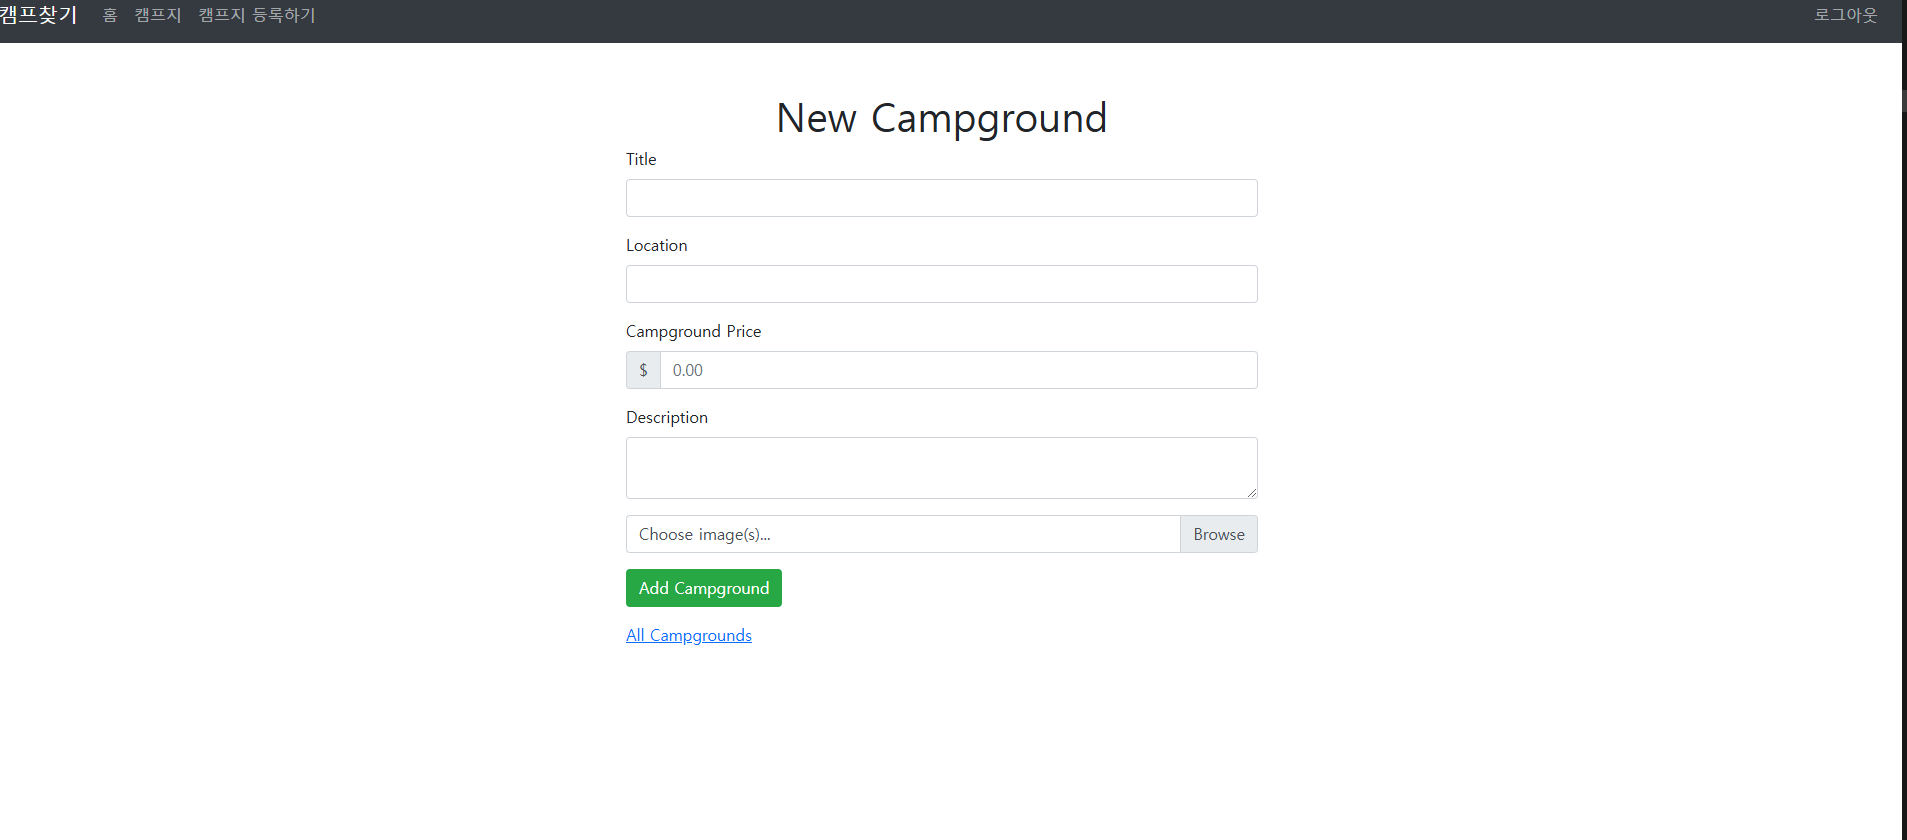 캠프찾기 홈 캠프지 캠프지 등록하기 로그아웃
New Campground
Title
Location
Campground Price
$ 0.00
Description
Choose image(s)... Browse
Add Campground
All Campgrounds